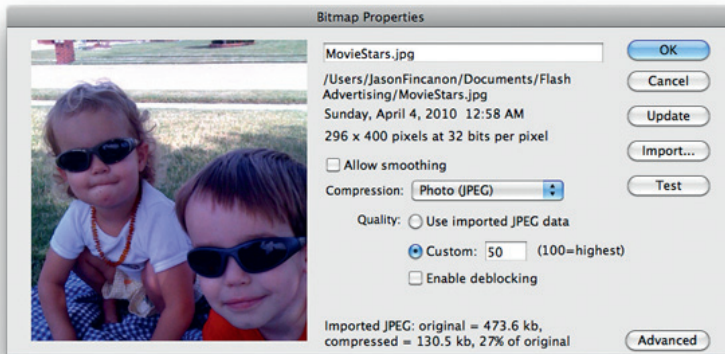 Bitmap Properties
MovieStars.jpg
OK
/Users/JasonFincanon/Documents/Flash
Advertising/MovieStars.jpg
Cancel
Sunday, April 4, 2010 12:58 AM
Update
296 x 400 pixels at 32 bits per pixel
Import...
Allow smoothing
Compression: Photo (JPEG)
Test
Quality: Use imported JPEG data
Custom: 50 (100=highest)
Enable deblocking
Imported JPEG: original = 473.6 kb,
compressed = 130.5 kb, 27% of original
Advanced